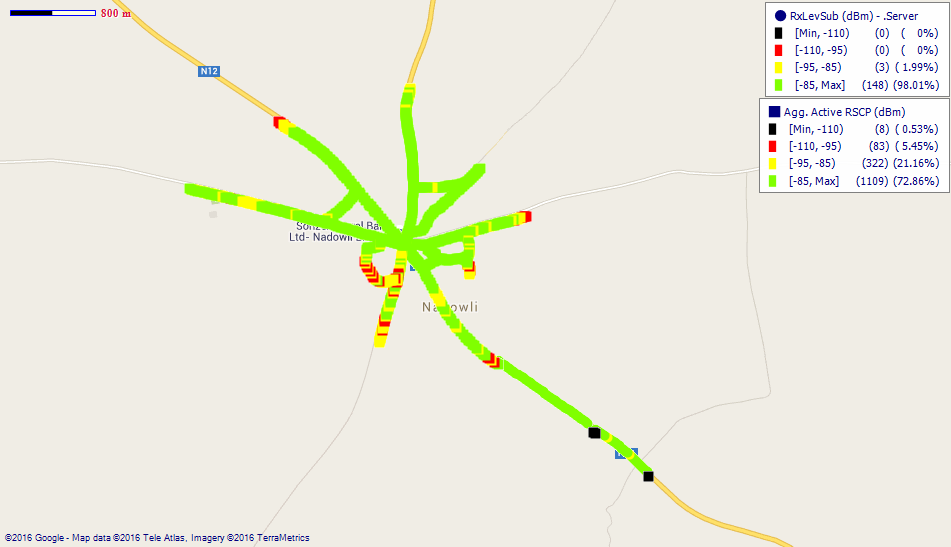 800 m
RxLevSub (dBm) - .Server
[Min, -110) (0) ( 0%)
[-110, -95) (0) ( 0%)
[-95, -85) (3) ( 1.99%)
[-85, Max] (148) (98.01%)
N12
Agg. Active RSCP (dBm)
[Min, -110) (8) ( 0.53%)
[-110, -95) (83) ( 5.45%)
[-95, -85) (322) (21.16%)
[-85, Max] (1109) (72.86%)
Ltd- Nadowli
©2016 Google - Map data ©2016 Tele Atlas, Imagery ©2016 TerraMetrics